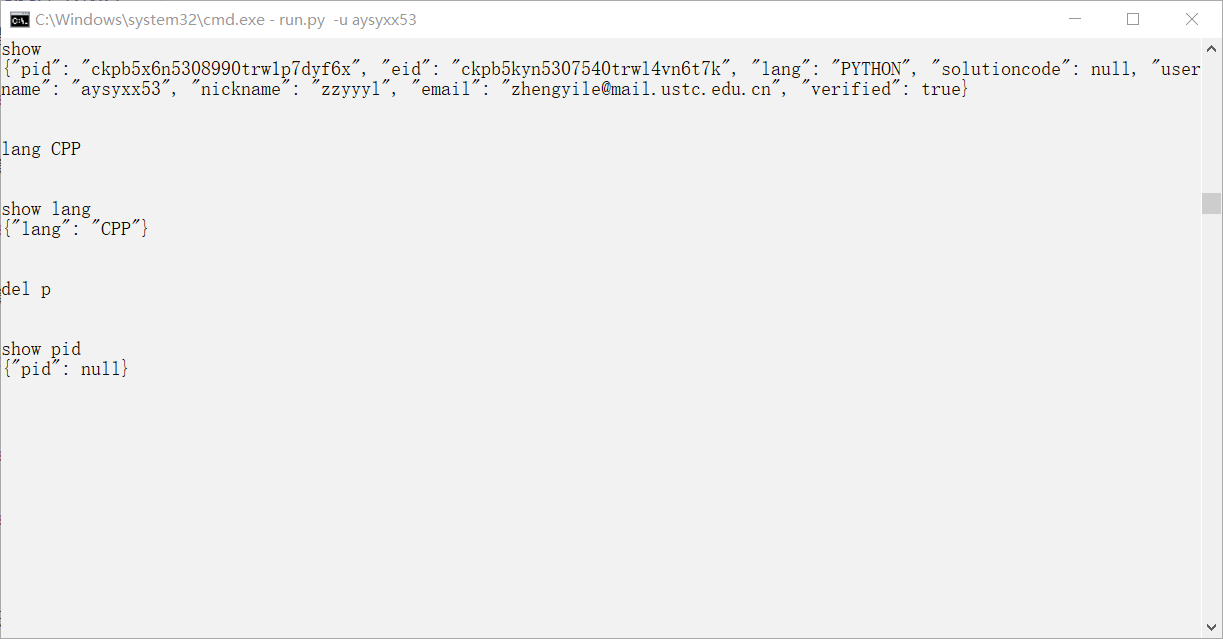 C:\Windows\system32\cmd.exe - run.py  -u aysyxx53
show
{"pid": "ckpb5x6n5308990trw1p7dyf6x", "eid": "ckpb5kyn5307540trwl4vn6t7k", "lang": "PYTHON", "solutioncode": null, "user
name": "aysyxx53", "nickname": "zzyyyl", "email": "zhengyile@mail.ustc.edu.cn", "verified": true}
lang CPP
show lang
{"lang": "CPP"}
del p
show pid
{"pid": null}